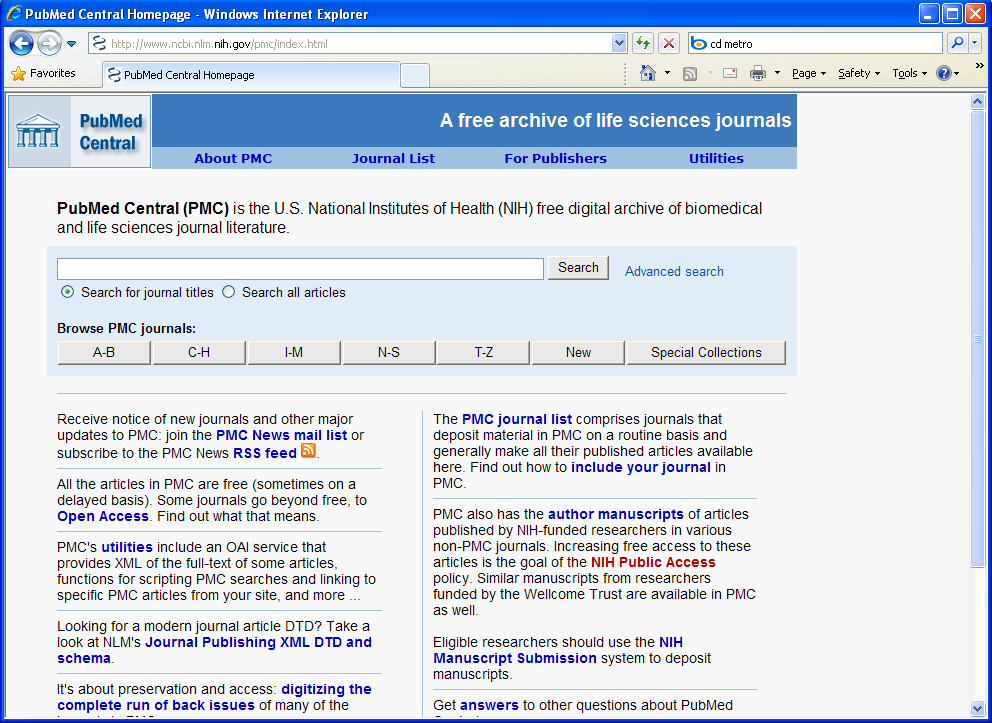 PubMed Central Homepage - Windows Internet Explorer
http://www.ncbi.nlm.nih.gov/pmc/index.html
cd metro
Favorites
PubMed Central Homepage
Page
Safety
Tools
PubMed
Central
A free archive of life sciences journals
About PMC
Journal List
For Publishers
Utilities
PubMed Central (PMC) is the U.S. National Institutes of Health (NIH) free digital archive of biomedical
and life sciences journal literature.
Search
Advanced search
Search for journal titles
Search all articles
Browse PMC journals:
A-B
C-H
I-M
N-S
T-Z
New
Special Collections
Receive notice of new journals and other major
updates to PMC: join the PMC News mail list or
subscribe to the PMC News RSS feed .
All the articles in PMC are free (sometimes on a
delayed basis). Some journals go beyond free, to
Open Access. Find out what that means.
PMC's utilities include an OAI service that
provides XML of the full-text of some articles,
functions for scripting PMC searches and linking to
specific PMC articles from your site, and more ...
Looking for a modern journal article DTD? Take a
look at NLM's Journal Publishing XML DTD and
schema.
It's about preservation and access: digitizing the
complete run of back issues of many of the
The PMC journal list comprises journals that
deposit material in PMC on a routine basis and
generally make all their published articles available
here. Find out how to include your journal in
PMC.
PMC also has the author manuscripts of articles
published by NIH-funded researchers in various
non-PMC journals. Increasing free access to these
articles is the goal of the NIH Public Access
policy. Similar manuscripts from researchers
funded by the Wellcome Trust are available in PMC
as well.
Eligible researchers should use the NIH
Manuscript Submission system to deposit
manuscripts.
Get answers to other questions about PubMed